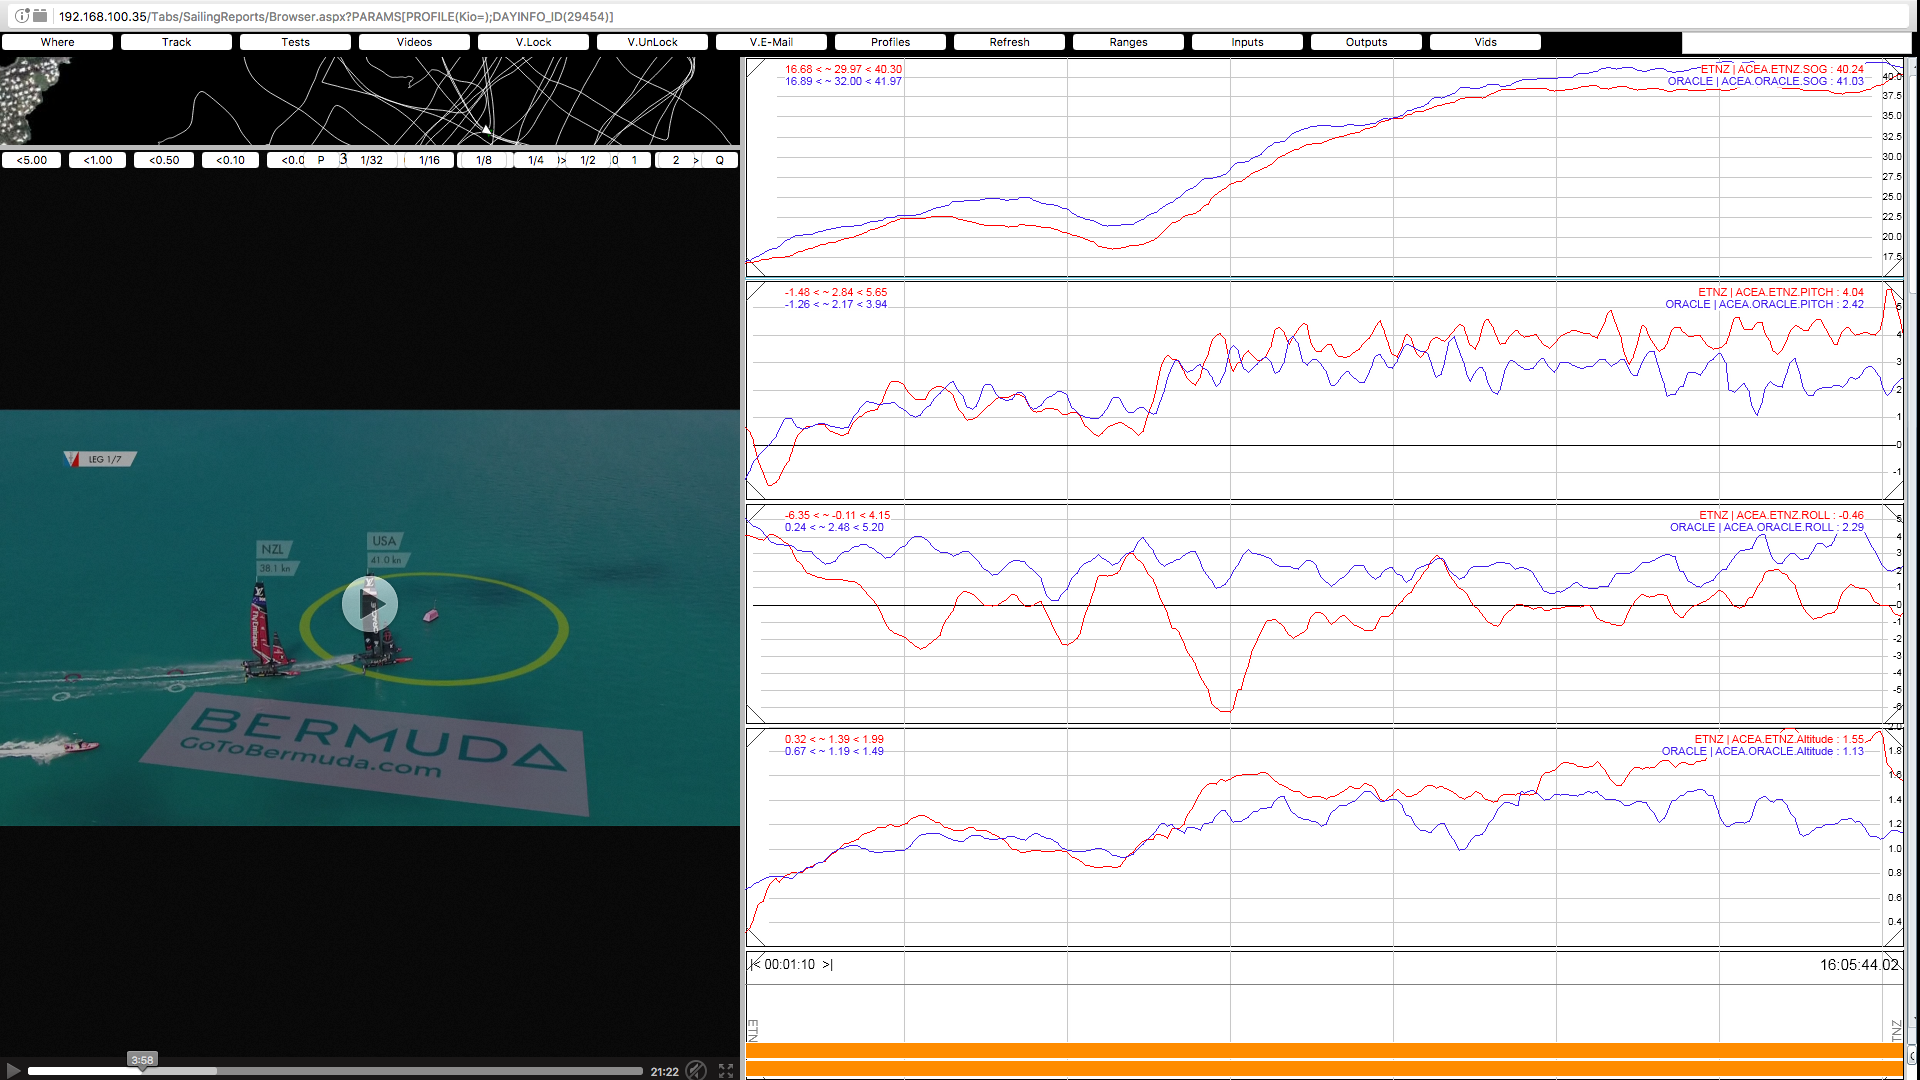 192.168.100.35/Tabs/SailingReports/Browser.aspx?PARAMS[PROFILE(Kio=);DAYINFO_ID(29454)]
Where Track Tests Videos V.Lock V.UnLock V.E-Mail Profiles Refresh Ranges Inputs Outputs Vids
<5.00 <1.00 <0.50 <0.10 <0.0 P 3 1/32 1/16 1/8 1/4 > 1/2 0 1 2 > Q
16.68 < ~ 29.97 < 40.30
16.89 < ~ 32.00 < 41.97
ETNZ | ACEA.ETNZ.SOG : 40.24
ORACLE | ACEA.ORACLE.SOG : 41.03
40.0
37.5
35.0
32.5
30.0
27.5
25.0
22.5
20.0
17.5
-1.48 < ~ 2.84 < 5.65
-1.26 < ~ 2.17 < 3.94
ETNZ | ACEA.ETNZ.PITCH : 4.04
ORACLE | ACEA.ORACLE.PITCH : 2.42
5
4
3
2
1
0
-1
-6.35 < ~ -0.11 < 4.15
0.24 < ~ 2.48 < 5.20
ETNZ | ACEA.ETNZ.ROLL : -0.46
ORACLE | ACEA.ORACLE.ROLL : 2.29
5
4
3
2
1
0
-1
-2
-3
-4
-5
-6
0.32 < ~ 1.39 < 1.99
0.67 < ~ 1.19 < 1.49
ETNZ | ACEA.ETNZ.Altitude : 1.55
ORACLE | ACEA.ORACLE.Altitude : 1.13
2.0
1.8
1.6
1.4
1.2
1.0
0.8
0.6
0.4
|< 00:01:10 >|
16:05:44.02
ETN
LEG 1/7
NZL
38.1 kn
USA
41.0 kn
BERMUDA
GoToBermuda.com
3:58
21:22